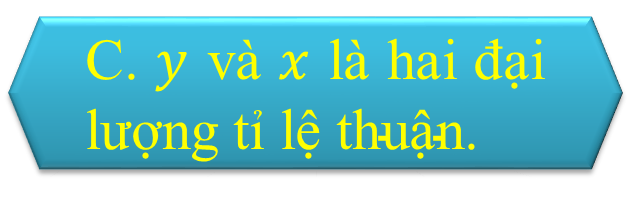 C. 𝑦 và 𝑥 là hai đại
lượng tỉ lệ thuận.